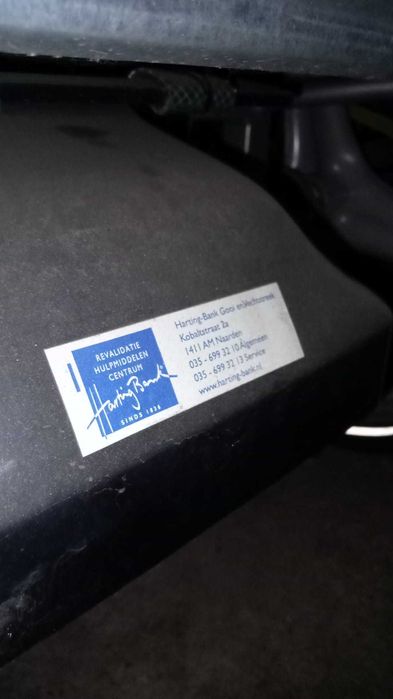 REVALIDATIE
HULPMIDDELEN
CENTRUM
Harting Bank
SINDS 1836
Harting-Bank Gooi en Vechtstreek
Kobaltstraat 2a
1411 AM Naarden
035 - 699 32 10 Algemeen
035 - 699 32 13 Service
www.harting-bank.nl